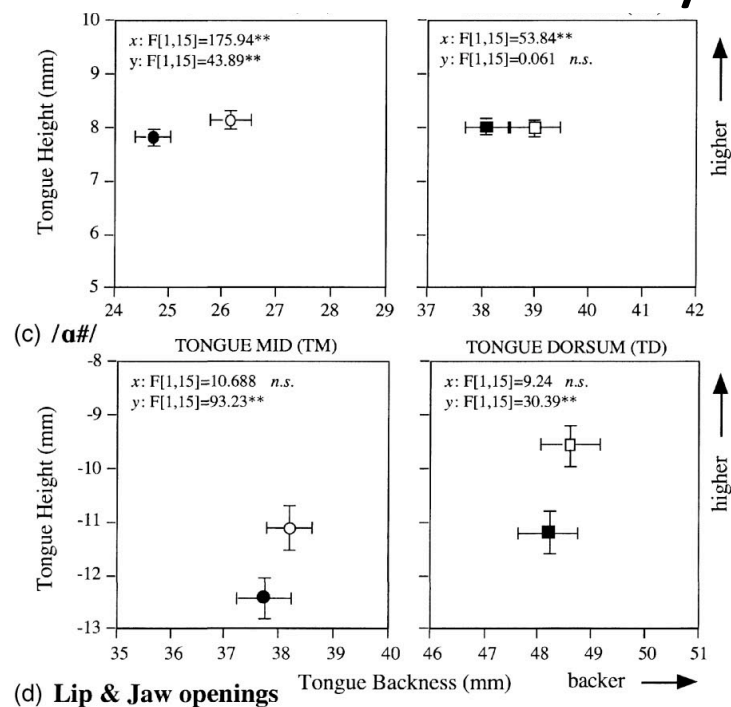 10
9
8
7
6
5
Tongue Height (mm)
x: F[1,15]=175.94**
y: F[1,15]=43.89**
24 25 26 27 28 29
x: F[1,15]=53.84**
y: F[1,15]=0.061 n.s.
37 38 39 40 41 42
higher
(c) /ɑ#/
TONGUE MID (TM)
TONGUE DORSUM (TD)
-8
-9
-10
-11
-12
-13
Tongue Height (mm)
x: F[1,15]=10.688 n.s.
y: F[1,15]=93.23**
35 36 37 38 39 40
x: F[1,15]=9.24 n.s.
y: F[1,15]=30.39**
46 47 48 49 50 51
higher
Tongue Backness (mm)
backer
(d) Lip & Jaw openings